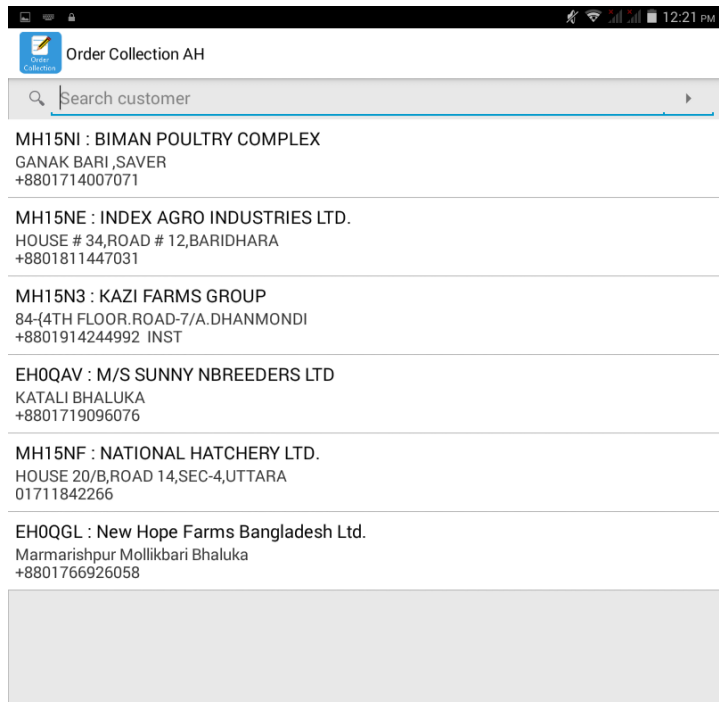 12:21 PM
Order Collection
Order Collection AH
Search customer
MH15NI : BIMAN POULTRY COMPLEX
GANAK BARI ,SAVER
+8801714007071
MH15NE : INDEX AGRO INDUSTRIES LTD.
HOUSE # 34,ROAD # 12,BARIDHARA
+8801811447031
MH15N3 : KAZI FARMS GROUP
84-{4TH FLOOR.ROAD-7/A.DHANMONDI
+8801914244992  INST
EH0QAV : M/S SUNNY NBREEDERS LTD
KATALI BHALUKA
+8801719096076
MH15NF : NATIONAL HATCHERY LTD.
HOUSE 20/B,ROAD 14,SEC-4,UTTARA
01711842266
EH0QGL : New Hope Farms Bangladesh Ltd.
Marmarishpur Mollikbari Bhaluka
+8801766926058